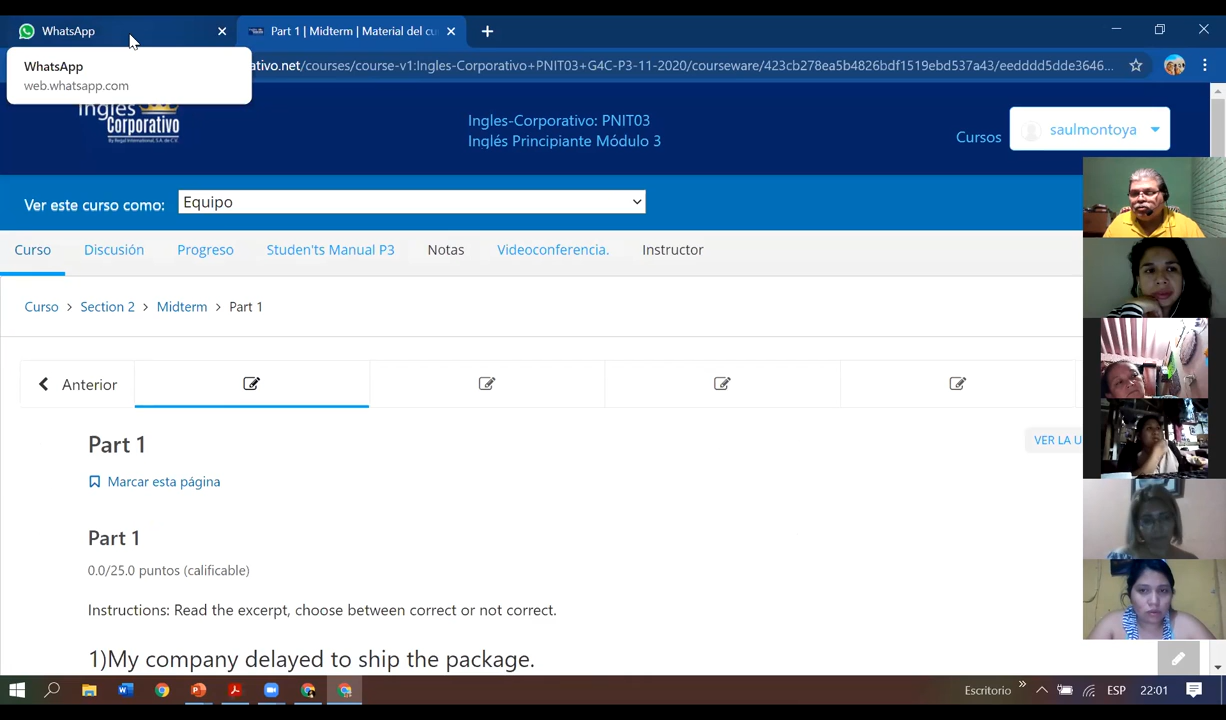 WhatsApp
Part 1 | Midterm | Material del cu
WhatsApp
web.whatsapp.com
ativo.net/courses/course-v1:Ingles-Corporativo+PNIT03+G4C-P3-11-2020/courseware/423cb278ea5b4826bdf1519ebd537a43/eedddd5dde3646...
Ingles
Corporativo
Ingles-Corporativo: PNIT03
Inglés Principiante Módulo 3
Cursos
saulmontoya
Ver este curso como:
Equipo
Curso
Discusión
Progreso
Studen'ts Manual P3
Notas
Videoconferencia.
Instructor
Curso > Section 2 > Midterm > Part 1
Anterior
Part 1
VER LA U
Marcar esta página
Part 1
0.0/25.0 puntos (calificable)
Instructions: Read the excerpt, choose between correct or not correct.
1)My company delayed to ship the package.
Escritorio
ESP
22:01